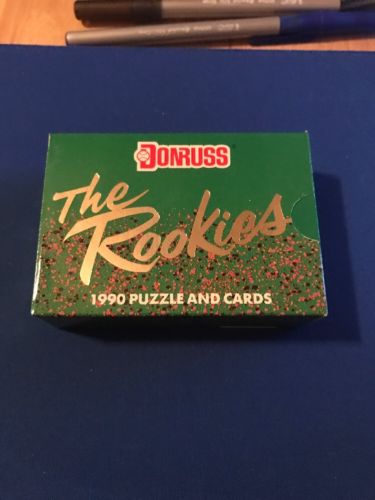 DONRUSS
The
Rookies
1990 PUZZLE AND CARDS